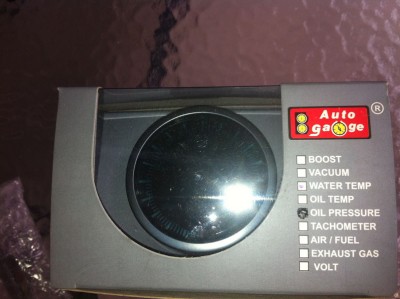 Auto
gauge
®
BOOST
VACUUM
WATER TEMP
OIL TEMP
OIL PRESSURE
TACHOMETER
AIR / FUEL
EXHAUST GAS
VOLT